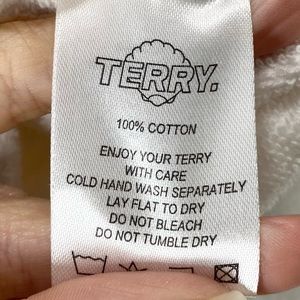 TERRY.
100% COTTON
ENJOY YOUR TERRY
WITH CARE
COLD HAND WASH SEPARATELY
LAY FLAT TO DRY
DO NOT BLEACH
DO NOT TUMBLE DRY